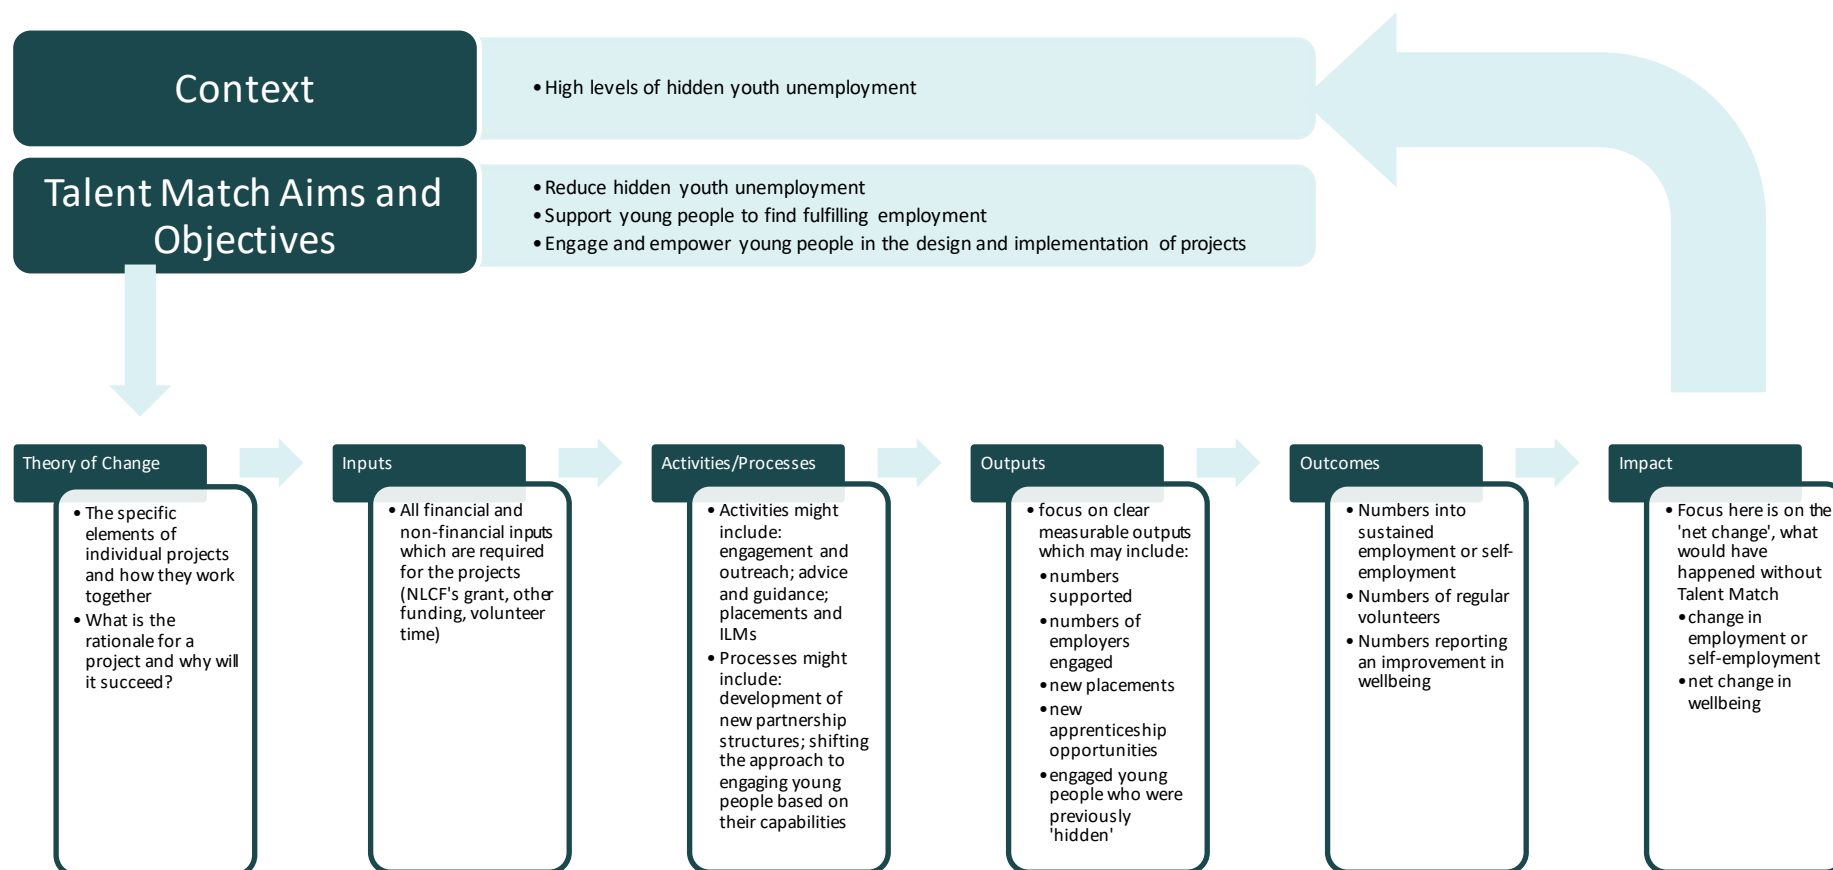 Context
• High levels of hidden youth unemployment
Talent Match Aims and
Objectives
• Reduce hidden youth unemployment
• Support young people to find fulfilling employment
• Engage and empower young people in the design and implementation of projects
Theory of Change
• The specific
elements of
individual projects
and how they work
together
• What is the
rationale for a
project and why will
it succeed?
Inputs
• All financial and
non-financial inputs
which are required
for the projects
(NLCF's grant, other
funding, volunteer
time)
Activities/Processes
• Activities might
include:
engagement and
outreach; advice
and guidance;
placements and
ILMs
• Processes might
include:
development of
new partnership
structures; shifting
the approach to
engaging young
people based on
their capabilities
Outputs
• focus on clear
measurable outputs
which may include:
• numbers
supported
• numbers of
employers
engaged
• new placements
• new
apprenticeship
opportunities
• engaged young
people who were
previously
'hidden'
Outcomes
• Numbers into
sustained
employment or self-
employment
• Numbers of regular
volunteers
• Numbers reporting
an improvement in
wellbeing
Impact
• Focus here is on the
'net change', what
would have
happened without
Talent Match
• change in
employment or
self-employment
• net change in
wellbeing